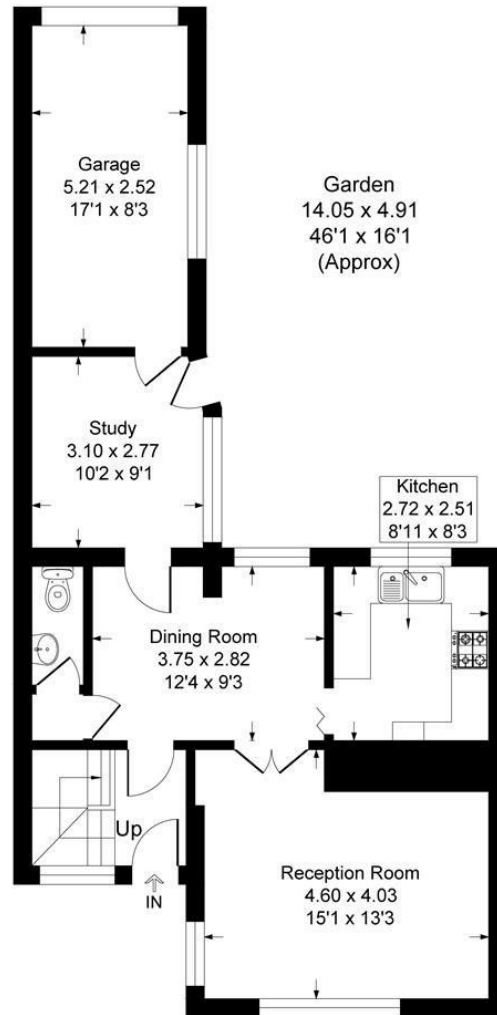 Garage
5.21 x 2.52
17'1 x 8'3
Garden
14.05 x 4.91
46'1 x 16'1
(Approx)
Study
3.10 x 2.77
10'2 x 9'1
Kitchen
2.72 x 2.51
8'11 x 8'3
Dining Room
3.75 x 2.82
12'4 x 9'3
Up
IN
Reception Room
4.60 x 4.03
15'1 x 13'3